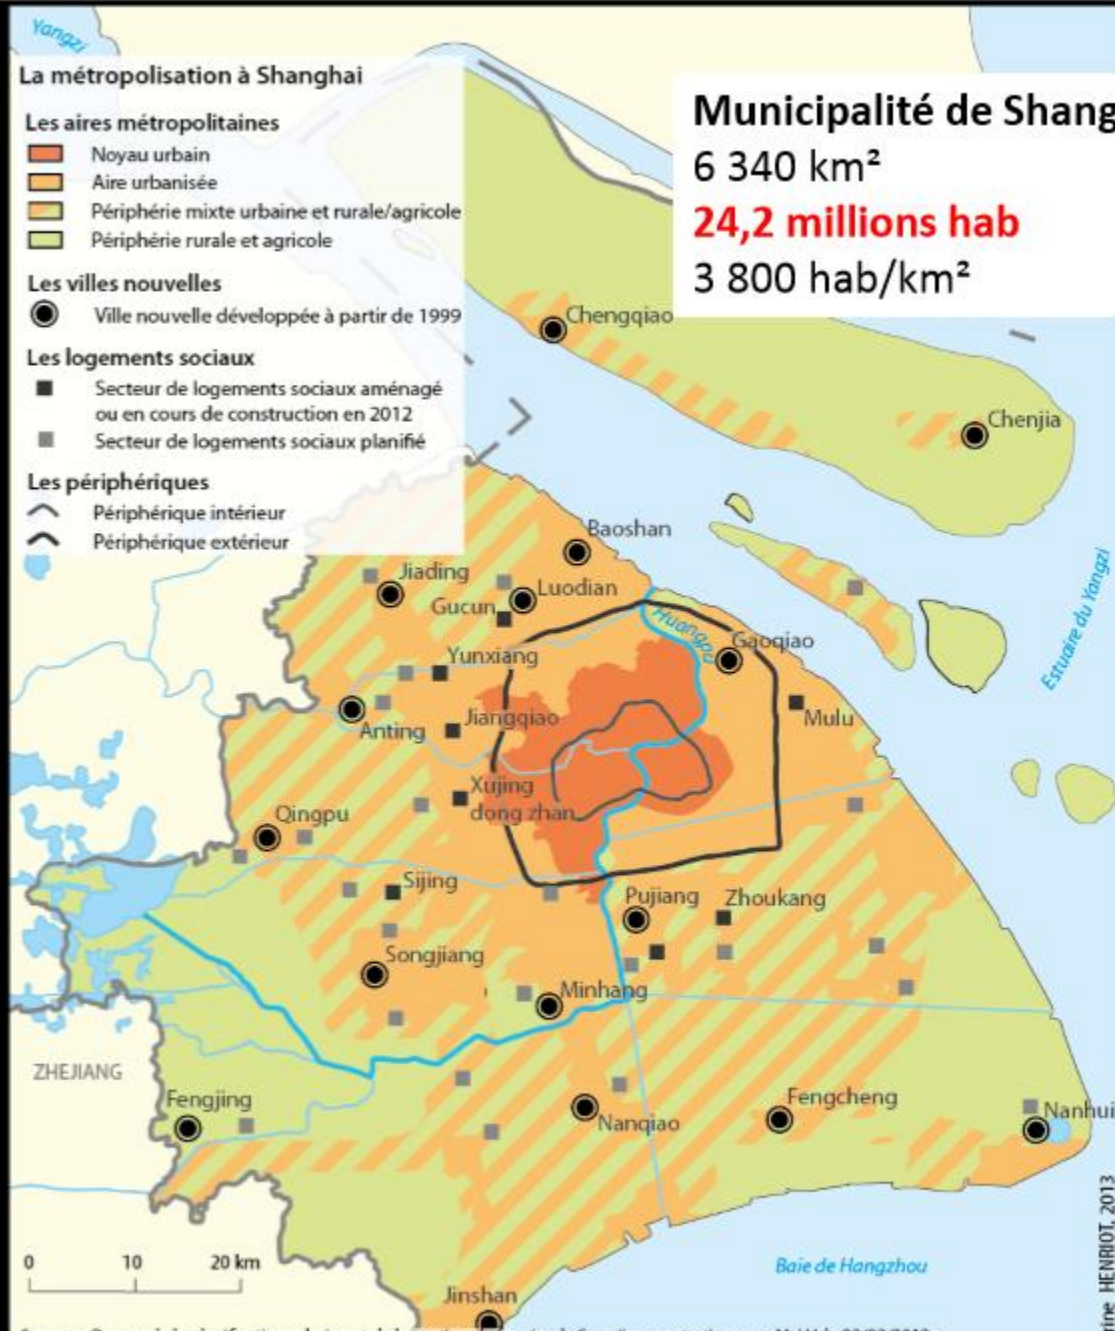 Yangzi
La métropolisation à Shanghai
Les aires métropolitaines
Noyau urbain
Aire urbanisée
Périphérie mixte urbaine et rurale/agricole
Périphérie rurale et agricole
Les villes nouvelles
Ville nouvelle développée à partir de 1999
Les logements sociaux
Secteur de logements sociaux aménagé
ou en cours de construction en 2012
Secteur de logements sociaux planifié
Les périphériques
Périphérique intérieur
Périphérique extérieur
Municipalité de Shang
6 340 km²
24,2 millions hab
3 800 hab/km²
Chengqiao
Chenjia
Baoshan
Jiading
Luodian
Gucun
Huangpu
Gaoqiao
Estuaire du Yangzi
Yunxiang
Anting
Jiangqiao
Mulu
Xujing
dong zhan
Qingpu
Sijing
Pujiang
Zhoukang
Songjiang
Minhang
ZHEJIANG
Fengjing
Nanqiao
Fengcheng
Nanhui
0 10 20 km
Baie de Hangzhou
Jinshan
HENRIOT, 2013